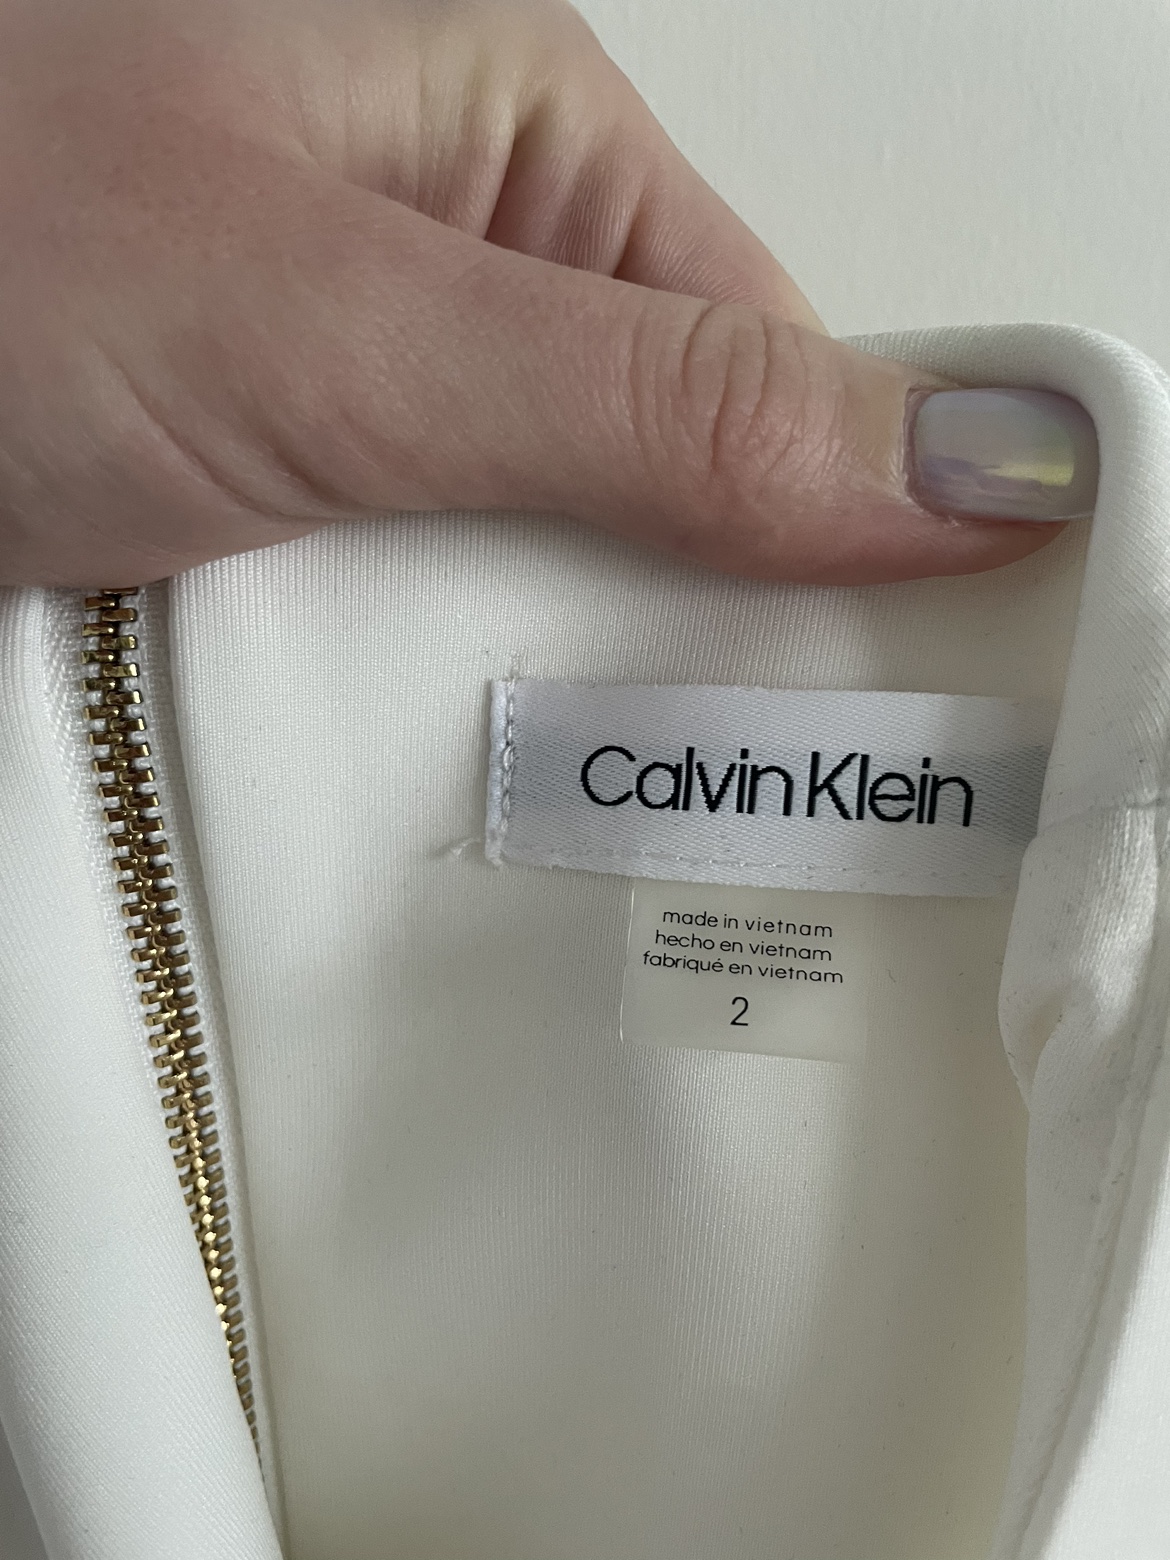 Calvin Klein
made in vietnam
hecho en vietnam
fabriqué en vietnam
2